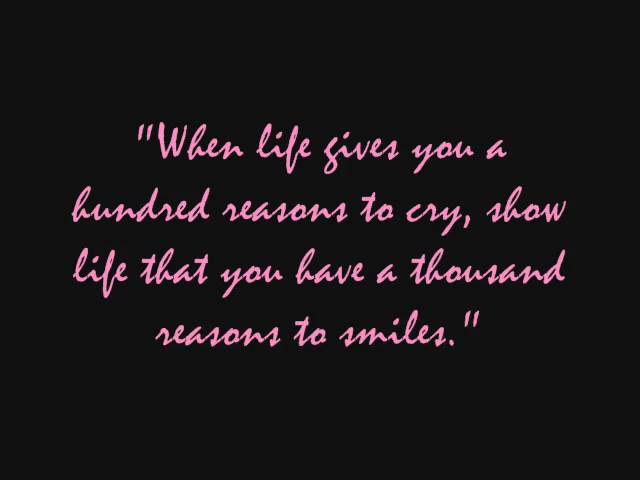 "When life gives you a
hundred reasons to cry, show
life that you have a thousand
reasons to smiles."